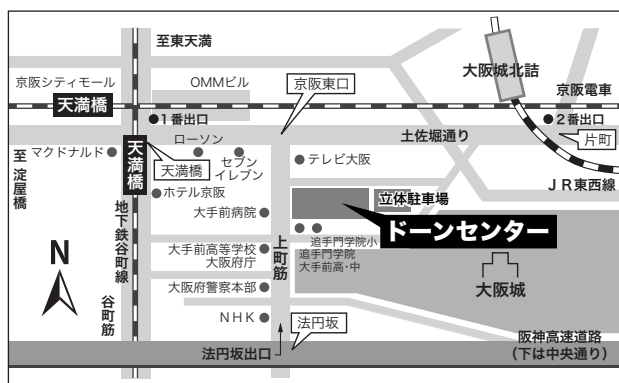 至東天満
大阪城北詰
京阪シティモール
OMMビル
京阪東口
京阪電車
天満橋
1番出口
2番出口
土佐堀通り
片町
ローソン
マクドナルド
天満橋
天満橋
セブン
イレブン
テレビ大阪
至淀屋橋
ホテル京阪
JR東西線
立体駐車場
大手前病院
ドーンセンター
地下鉄谷町線
上町筋
追手門学院小
大手前高等学校
大阪府庁
追手門学院
大手前高・中
N
大阪城
大阪府警察本部
谷町筋
NHK
法円坂
阪神高速道路
(下は中央通り)
法円坂出口